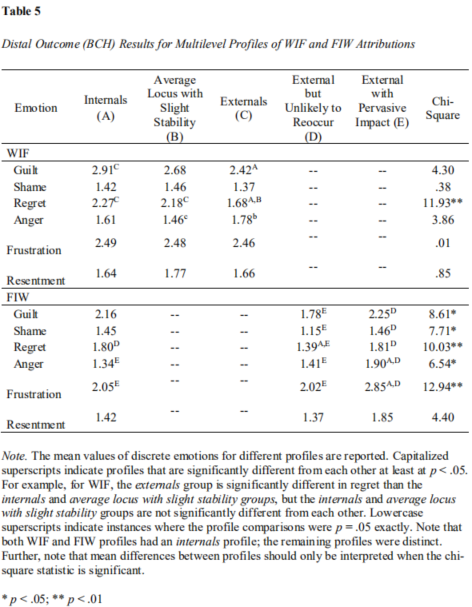 Table 5
Distal Outcome (BCH) Results for Multilevel Profiles of WIF and FIW Attributions
Emotion Internals (A) Average Locus with Slight Stability (B) Externals (C) External but Unlikely to Reoccur (D) External with Pervasive Impact (E) Chi-Square
WIF
Guilt 2.91^C 2.68 2.42^A -- -- 4.30
Shame 1.42 1.46 1.37 -- -- .38
Regret 2.27^C 2.18^C 1.68^A,B -- -- 11.93**
Anger 1.61 1.46^c 1.78^b -- -- 3.86
Frustration 2.49 2.48 2.46 -- -- .01
Resentment 1.64 1.77 1.66 -- -- .85
FIW
Guilt 2.16 -- -- 1.78^E 2.25^D 8.61*
Shame 1.45 -- -- 1.15^E 1.46^D 7.71*
Regret 1.80^D -- -- 1.39^A,E 1.81^D 10.03**
Anger 1.34^E -- -- 1.41^E 1.90^A,D 6.54*
Frustration 2.05^E -- -- 2.02^E 2.85^A,D 12.94**
Resentment 1.42 -- -- 1.37 1.85 4.40
Note. The mean values of discrete emotions for different profiles are reported. Capitalized
superscripts indicate profiles that are significantly different from each other at least at p < .05.
For example, for WIF, the externals group is significantly different in regret than the
internals and average locus with slight stability groups, but the internals and average locus
with slight stability groups are not significantly different from each other. Lowercase
superscripts indicate instances where the profile comparisons were p = .05 exactly. Note that
both WIF and FIW profiles had an internals profile; the remaining profiles were distinct.
Further, note that mean differences between profiles should only be interpreted when the chi-
square statistic is significant.
* p < .05; ** p < .01